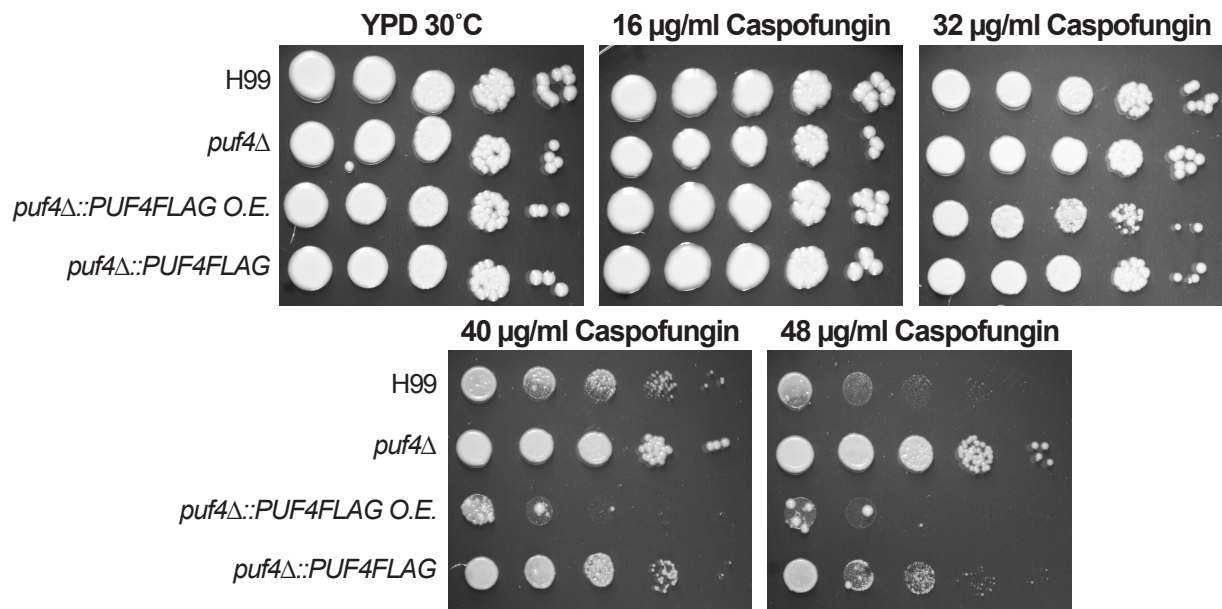 YPD 30˚C 16 µg/ml Caspofungin 32 µg/ml Caspofungin
H99
puf4Δ
puf4Δ::PUF4FLAG O.E.
puf4Δ::PUF4FLAG
40 µg/ml Caspofungin 48 µg/ml Caspofungin
H99
puf4Δ
puf4Δ::PUF4FLAG O.E.
puf4Δ::PUF4FLAG